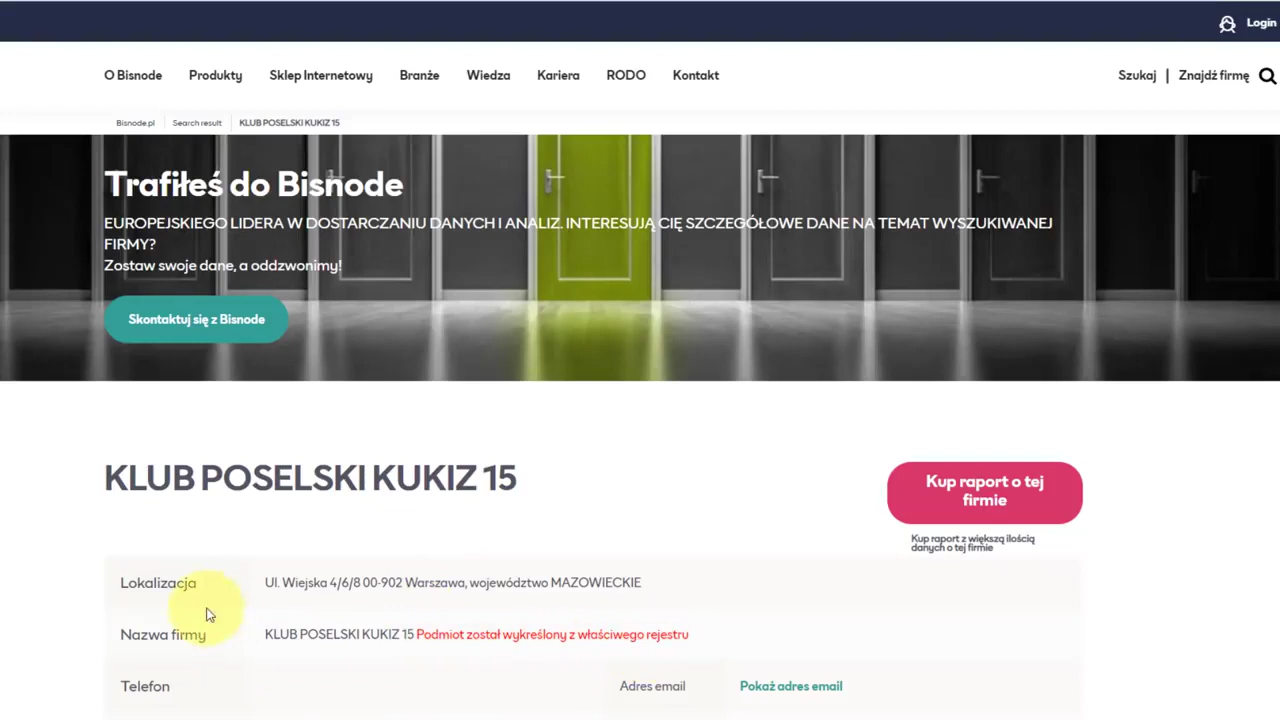 Login
O Bisnode Produkty Sklep Internetowy Branże Wiedza Kariera RODO Kontakt Szukaj | Znajdź firmę
Bisnode.pl Search result KLUB POSELSKI KUKIZ 15
Trafiłeś do Bisnode
EUROPEJSKIEGO LIDERA W DOSTARCZANIU DANYCH I ANALIZ. INTERESUJĄ CIĘ SZCZEGÓŁOWE DANE NA TEMAT WYSZUKIWANEJ
FIRMY?
Zostaw swoje dane, a oddzwonimy!
Skontaktuj się z Bisnode
KLUB POSELSKI KUKIZ 15
Kup raport o tej
firmie
Kup raport z większą ilością
danych o tej firmie
Lokalizacja Ul. Wiejska 4/6/8 00-902 Warszawa, województwo MAZOWIECKIE
Nazwa firmy KLUB POSELSKI KUKIZ 15 Podmiot został wykreślony z właściwego rejestru
Telefon Adres email Pokaż adres email